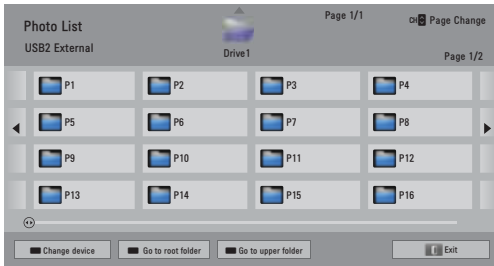 Photo List
Page 1/1
CH Page Change
USB2 External
Drive1
Page 1/2
P1 P2 P3 P4
P5 P6 P7 P8
P9 P10 P11 P12
P13 P14 P15 P16
Change device Go to root folder Go to upper folder Exit